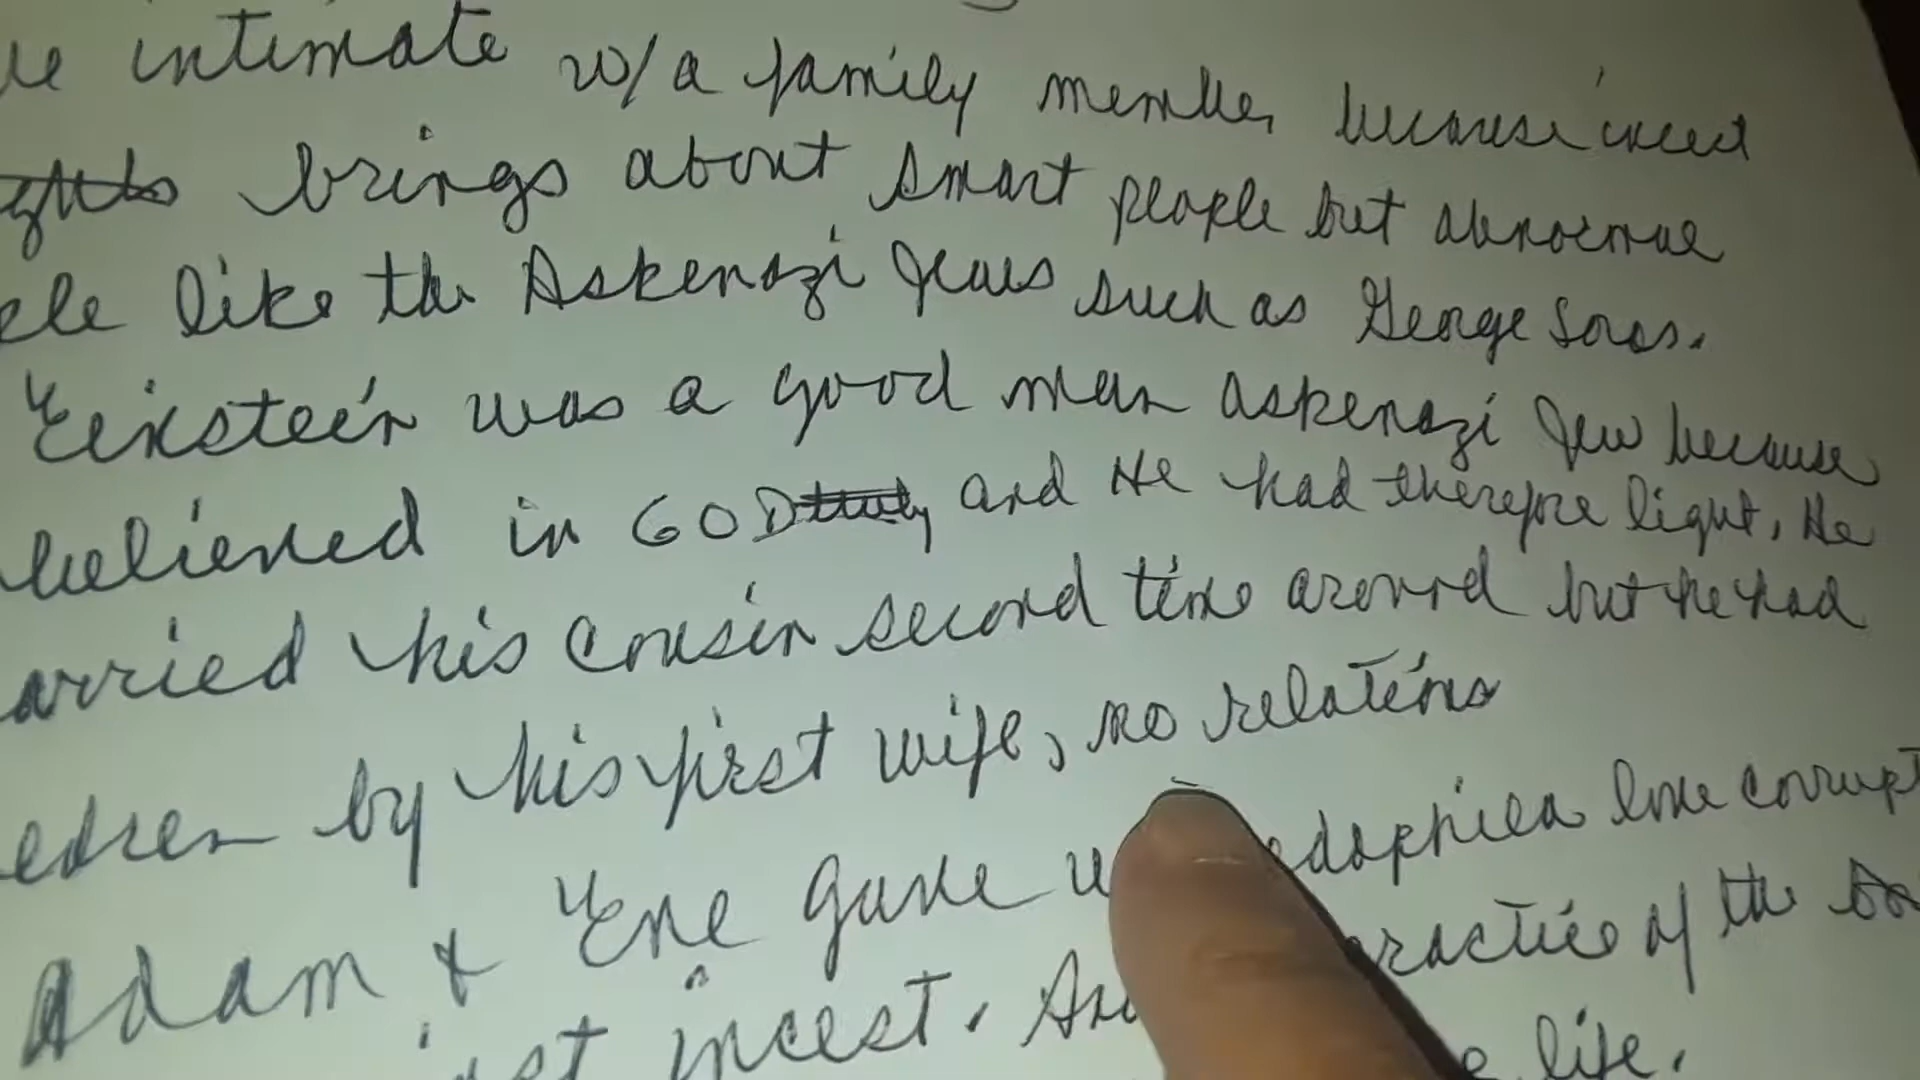 intimate w/a family member because incest
brings about smart people but abnormal
like the Askenazi Jews such as George Soros.
Einstein was a good man askenazi Jew because
believed in GOD and He had therefore light, He
arried his cousin second time around but he had
by his first wife, no relations
Adam & Eve gave love corrupt
incest. of the
life.